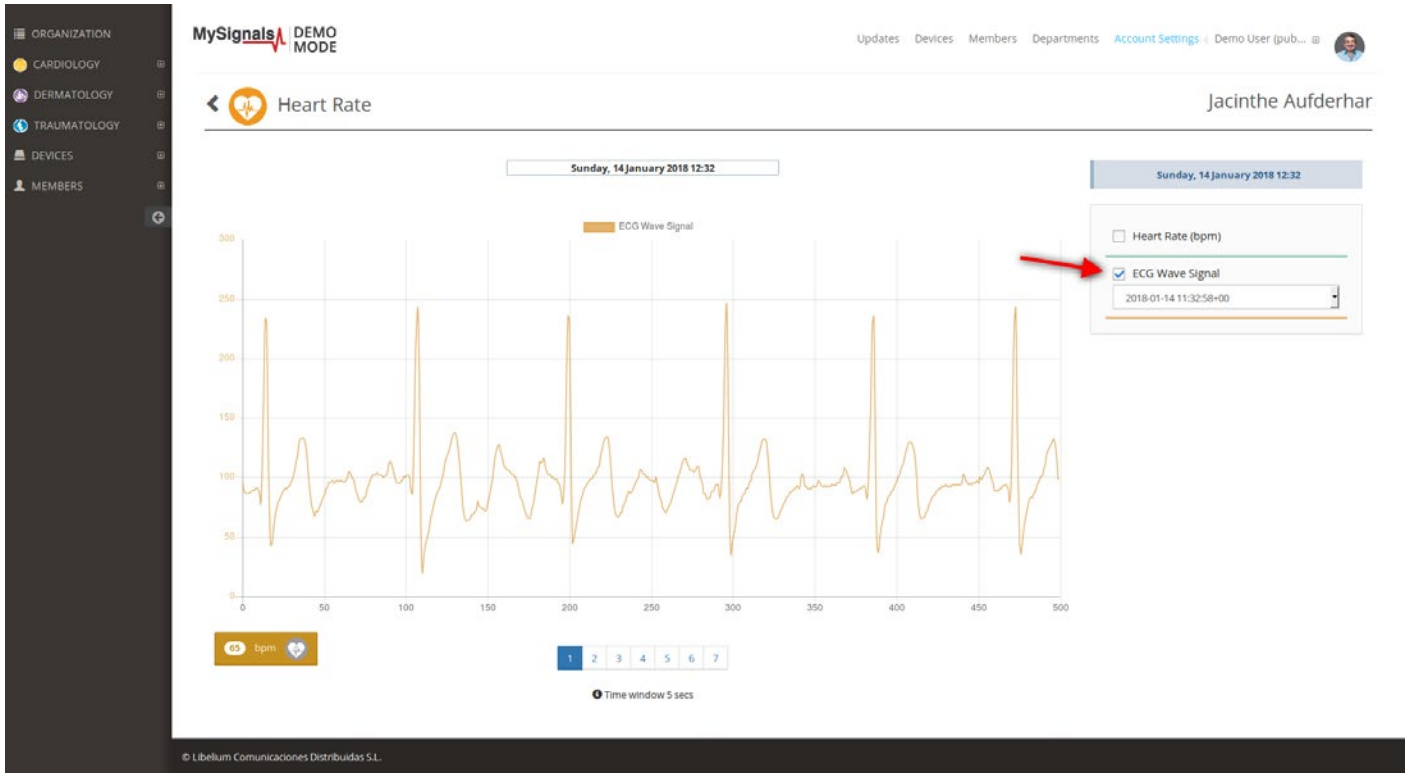 ORGANIZATION
CARDIOLOGY
DERMATOLOGY
TRAUMATOLOGY
DEVICES
MEMBERS
MySignals DEMO MODE
Updates Devices Members Departments Account Settings Demo User (pub...
Heart Rate
Jacinthe Aufderhar
Sunday, 14 January 2018 12:32
Sunday, 14 January 2018 12:32
ECG Wave Signal
Heart Rate (bpm)
ECG Wave Signal
2018-01-14 11:32:58+00
300
250
200
150
100
50
0
0 50 100 150 200 250 300 350 400 450 500
65 bpm
1 2 3 4 5 6 7
Time window 5 secs
© Libelium Comunicaciones Distribuidas S.L.